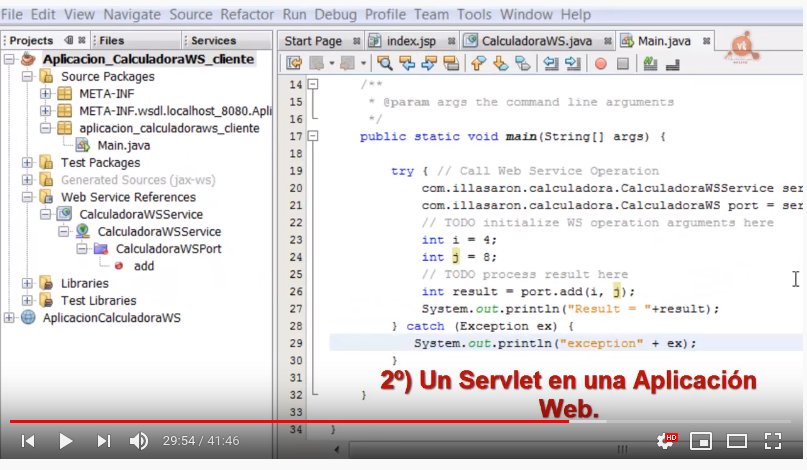 File Edit View Navigate Source Refactor Run Debug Profile Team Tools Window Help
Projects Files Services
Start Page index.jsp CalculadoraWS.java Main.java
Aplicacion_CalculadoraWS_cliente
Source Packages
META-INF
META-INF.wsdl.localhost_8080.Apli
aplicacion_calculadoraws_cliente
Main.java
Test Packages
Generated Sources (jax-ws)
Web Service References
CalculadoraWSService
CalculadoraWSService
CalculadoraWSPort
add
Libraries
Test Libraries
AplicacionCalculadoraWS
14 /**
15 * @param args the command line arguments
16 */
17 public static void main(String[] args) {
18
19 try { // Call Web Service Operation
20 com.illasaron.calculadora.CalculadoraWSService ser
21 com.illasaron.calculadora.CalculadoraWS port = ser
22 // TODO initialize WS operation arguments here
23 int i = 4;
24 int j = 8;
25 // TODO process result here
26 int result = port.add(i, j);
27 System.out.println("Result = "+result);
28 } catch (Exception ex) {
29 System.out.println("exception" + ex);
30 }
31
32 }
33
34 }
2º) Un Servlet en una Aplicación
Web.
29:54 / 41:46
HD